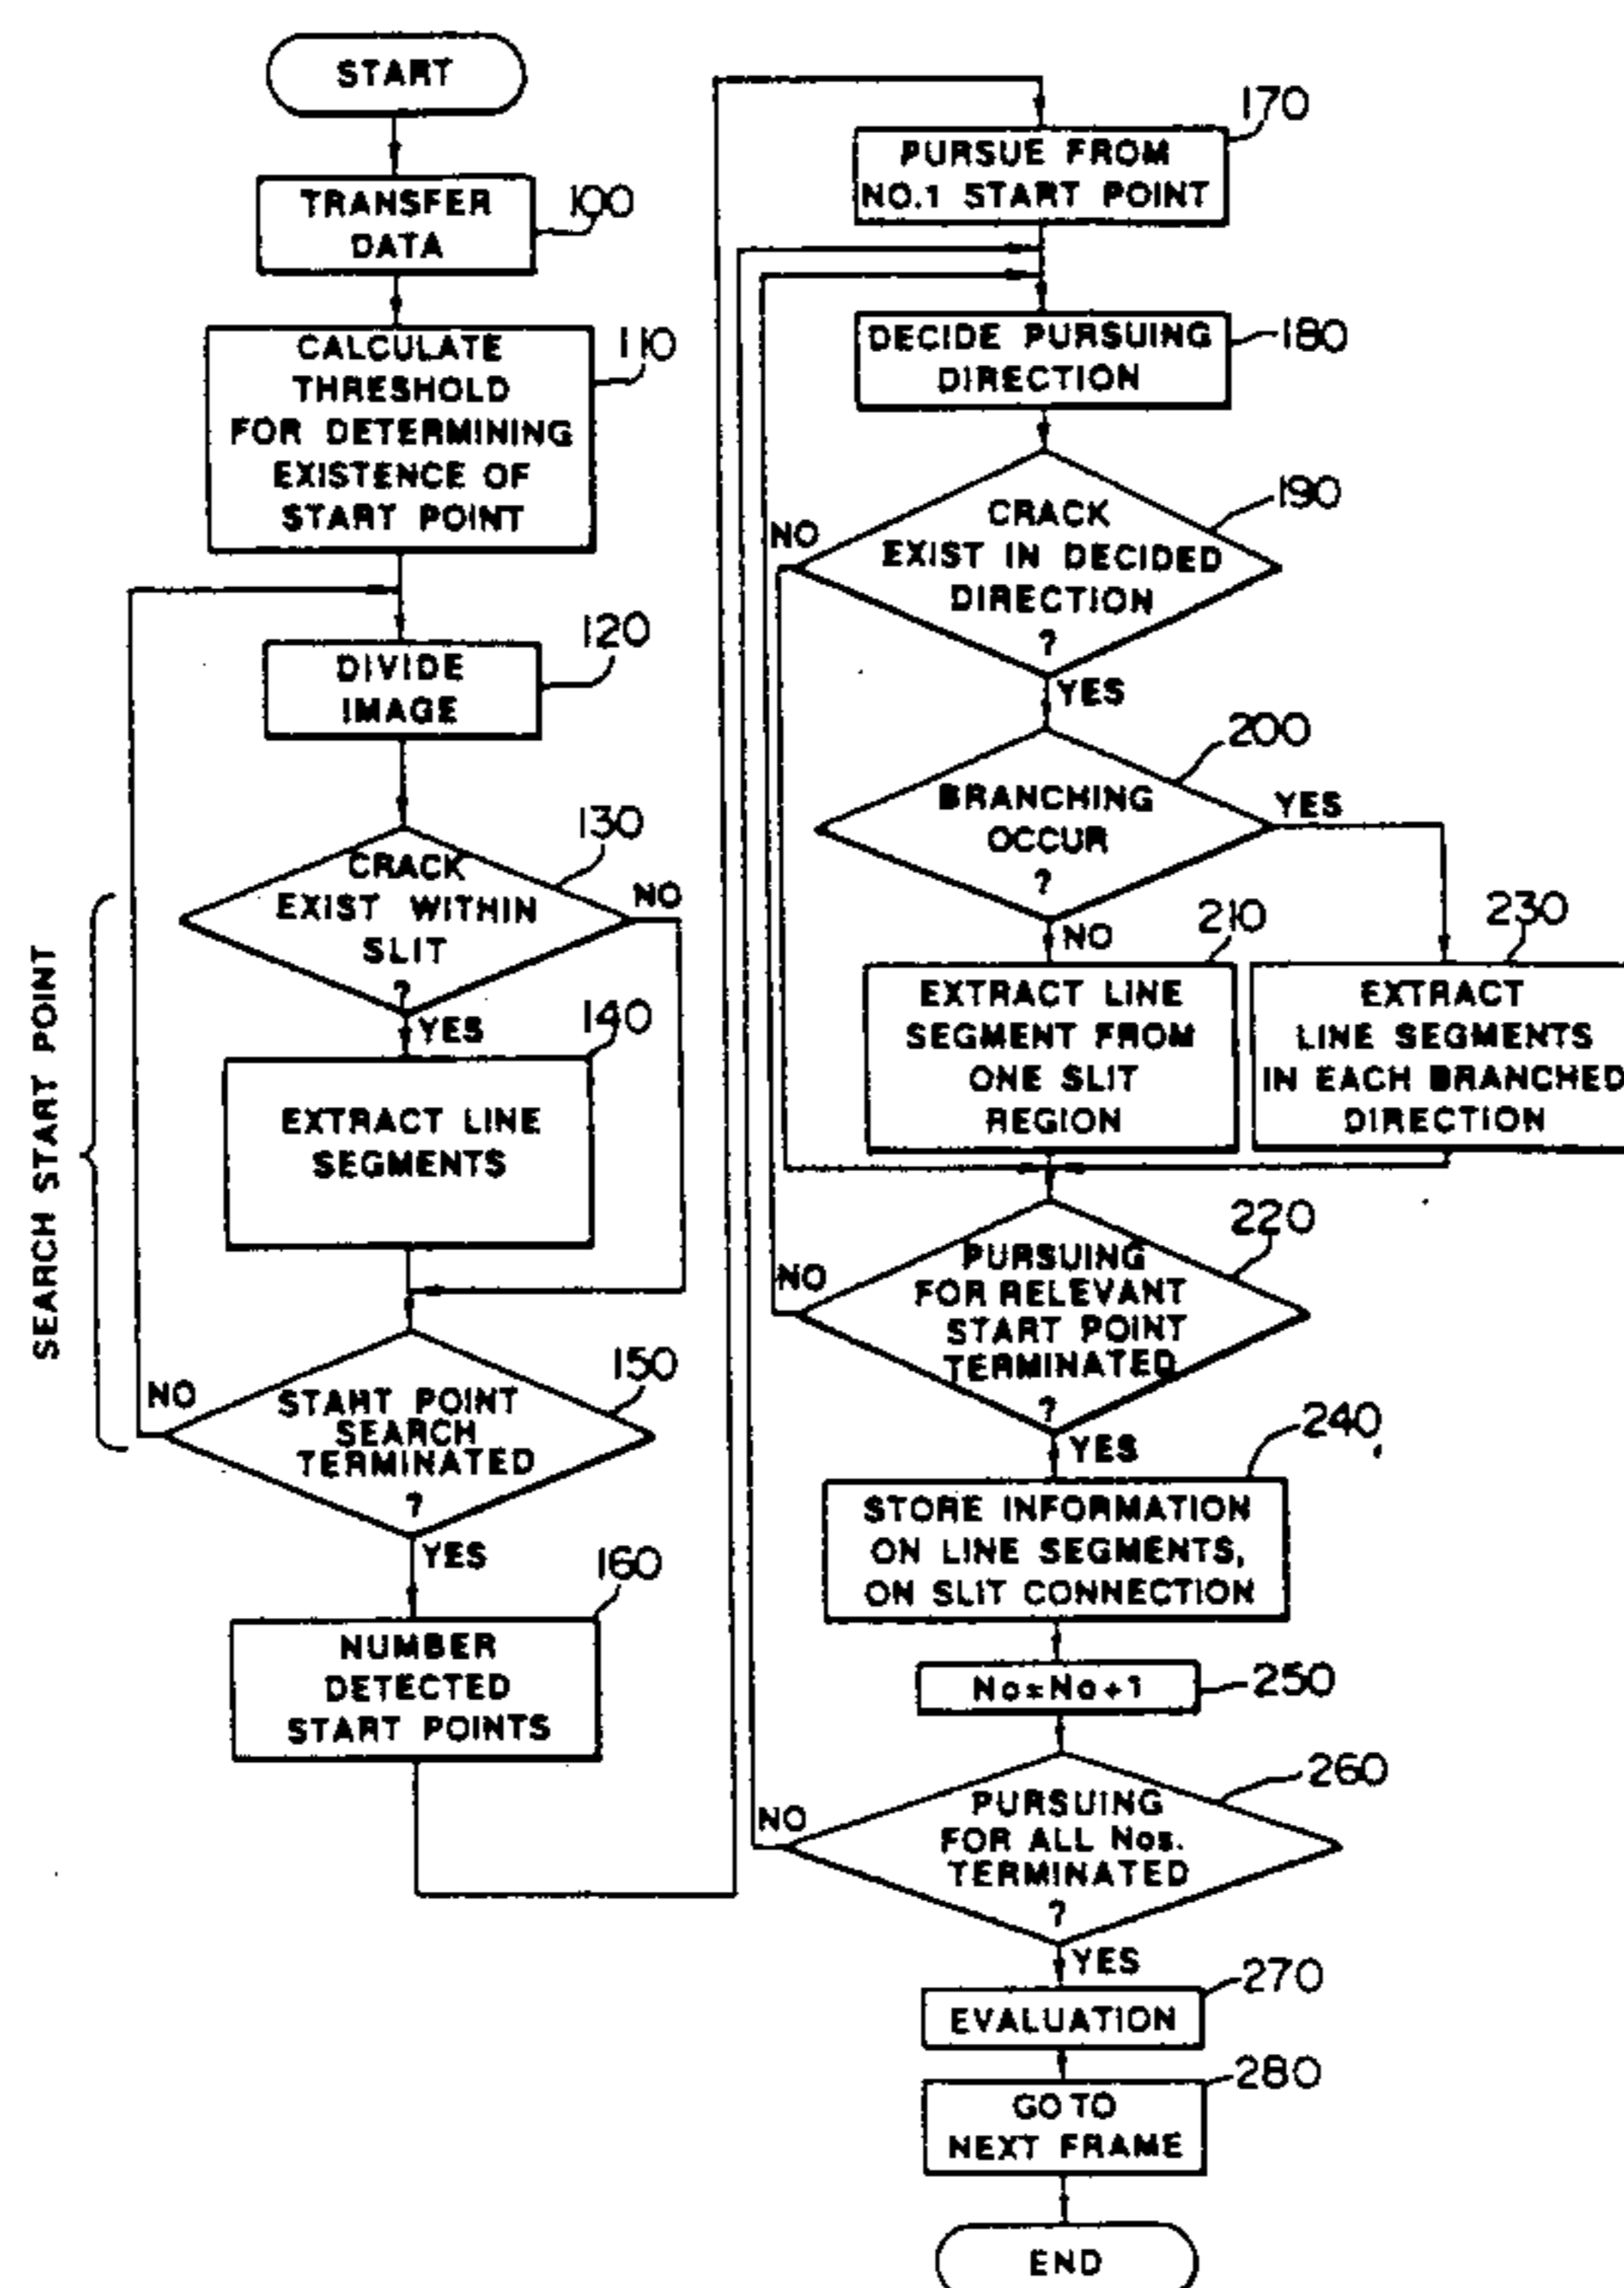 START
TRANSFER
DATA
100
CALCULATE
THRESHOLD
FOR DETERMINING
EXISTENCE OF
START POINT
110
DIVIDE
IMAGE
120
SEARCH START POINT
CRACK
EXIST WITHIN
SLIT
?
130
NO
YES
EXTRACT LINE
SEGMENTS
140
START POINT
SEARCH
TERMINATED
?
150
NO
YES
NUMBER
DETECTED
START POINTS
160
PURSUE FROM
NO.1 START POINT
170
DECIDE PURSUING
DIRECTION
180
CRACK
EXIST IN DECIDED
DIRECTION
?
190
NO
YES
BRANCHING
OCCUR
?
200
YES
NO
EXTRACT LINE
SEGMENT FROM
ONE SLIT
REGION
210
EXTRACT
LINE SEGMENTS
IN EACH BRANCHED
DIRECTION
230
PURSUING
FOR RELEVANT
START POINT
TERMINATED
?
220
NO
YES
STORE INFORMATION
ON LINE SEGMENTS,
ON SLIT CONNECTION
240
No=No+1
250
PURSUING
FOR ALL Nos.
TERMINATED
?
260
NO
YES
EVALUATION
270
GO TO
NEXT FRAME
280
END